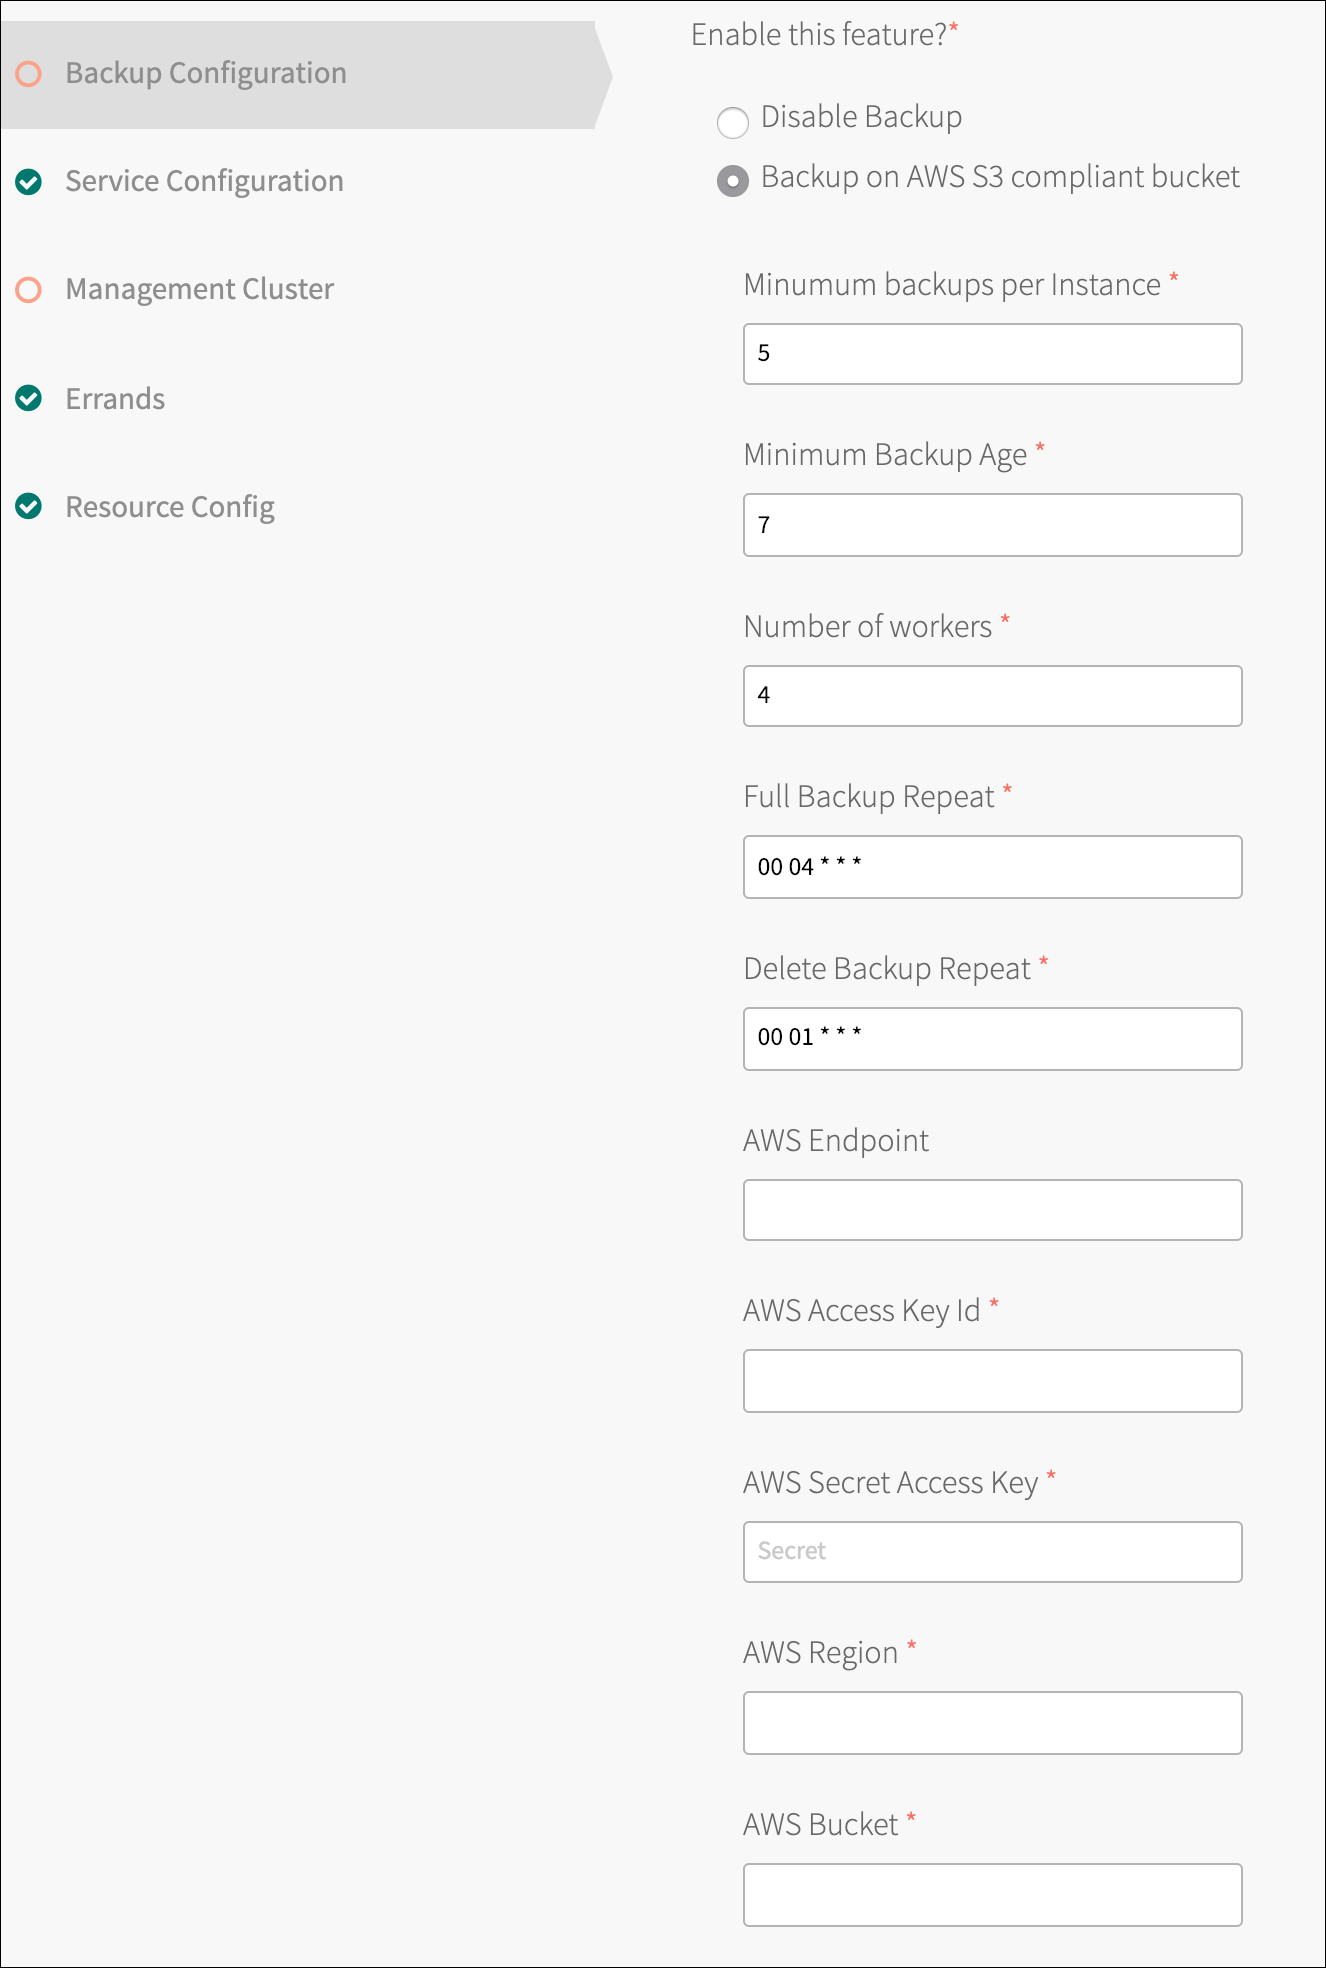 Backup Configuration
Service Configuration
Management Cluster
Errands
Resource Config
Enable this feature?*
Disable Backup
Backup on AWS S3 compliant bucket
Minumum backups per Instance *
5
Minimum Backup Age *
7
Number of workers *
4
Full Backup Repeat *
00 04 * * *
Delete Backup Repeat *
00 01 * * *
AWS Endpoint
AWS Access Key Id *
AWS Secret Access Key *
Secret
AWS Region *
AWS Bucket *